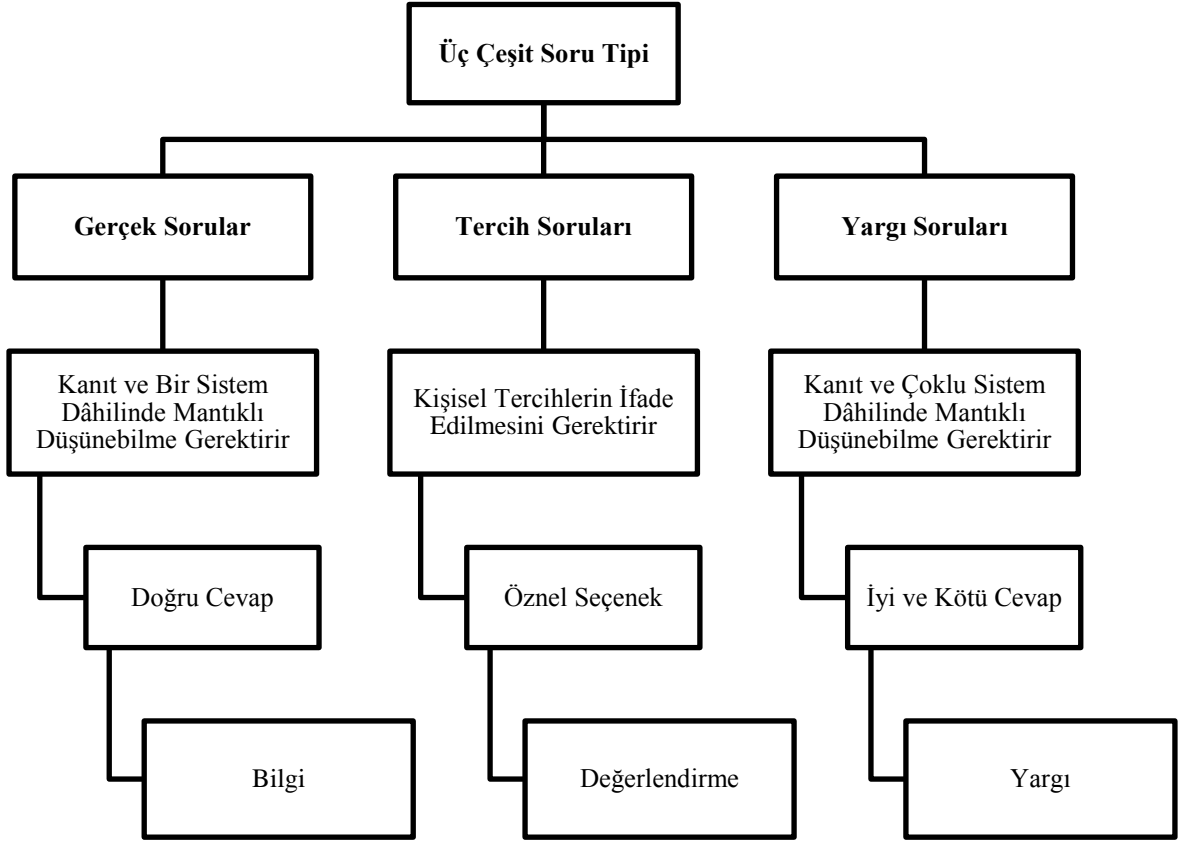 Üç Çeşit Soru Tipi
Gerçek Sorular
Tercih Soruları
Yargı Soruları
Kanıt ve Bir Sistem
Dâhilinde Mantıklı
Düşünebilme Gerektirir
Kişisel Tercihlerin İfade
Edilmesini Gerektirir
Kanıt ve Çoklu Sistem
Dâhilinde Mantıklı
Düşünebilme Gerektirir
Doğru Cevap
Öznel Seçenek
İyi ve Kötü Cevap
Bilgi
Değerlendirme
Yargı